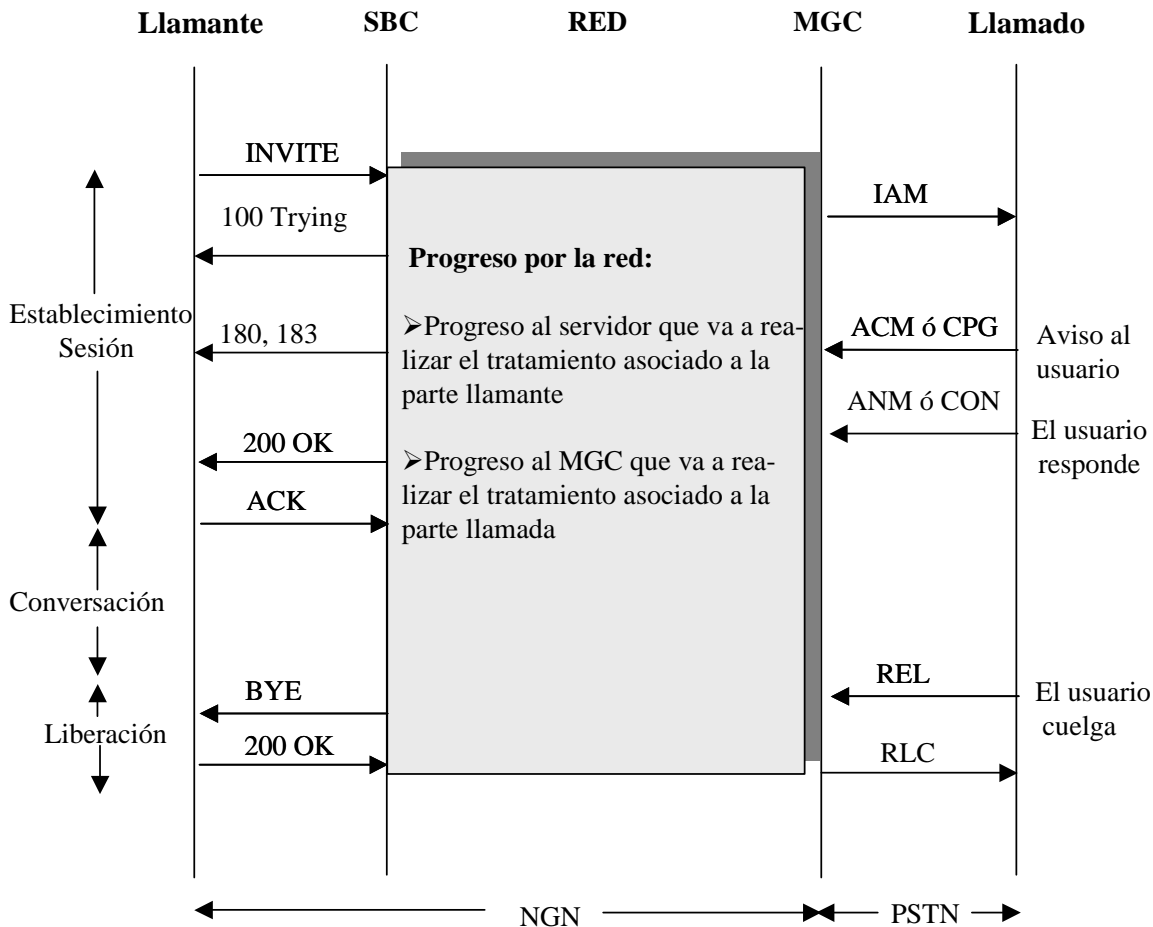 Llamante SBC RED MGC Llamado
INVITE
IAM
100 Trying
Progreso por la red:
Establecimiento
Sesión
180, 183
➢Progreso al servidor que va a rea-
lizar el tratamiento asociado a la
parte llamante
ACM ó CPG
Aviso al
usuario
ANM ó CON
El usuario
responde
200 OK
➢Progreso al MGC que va a rea-
lizar el tratamiento asociado a la
parte llamada
ACK
Conversación
BYE
REL
El usuario
cuelga
Liberación
200 OK
RLC
NGN
PSTN